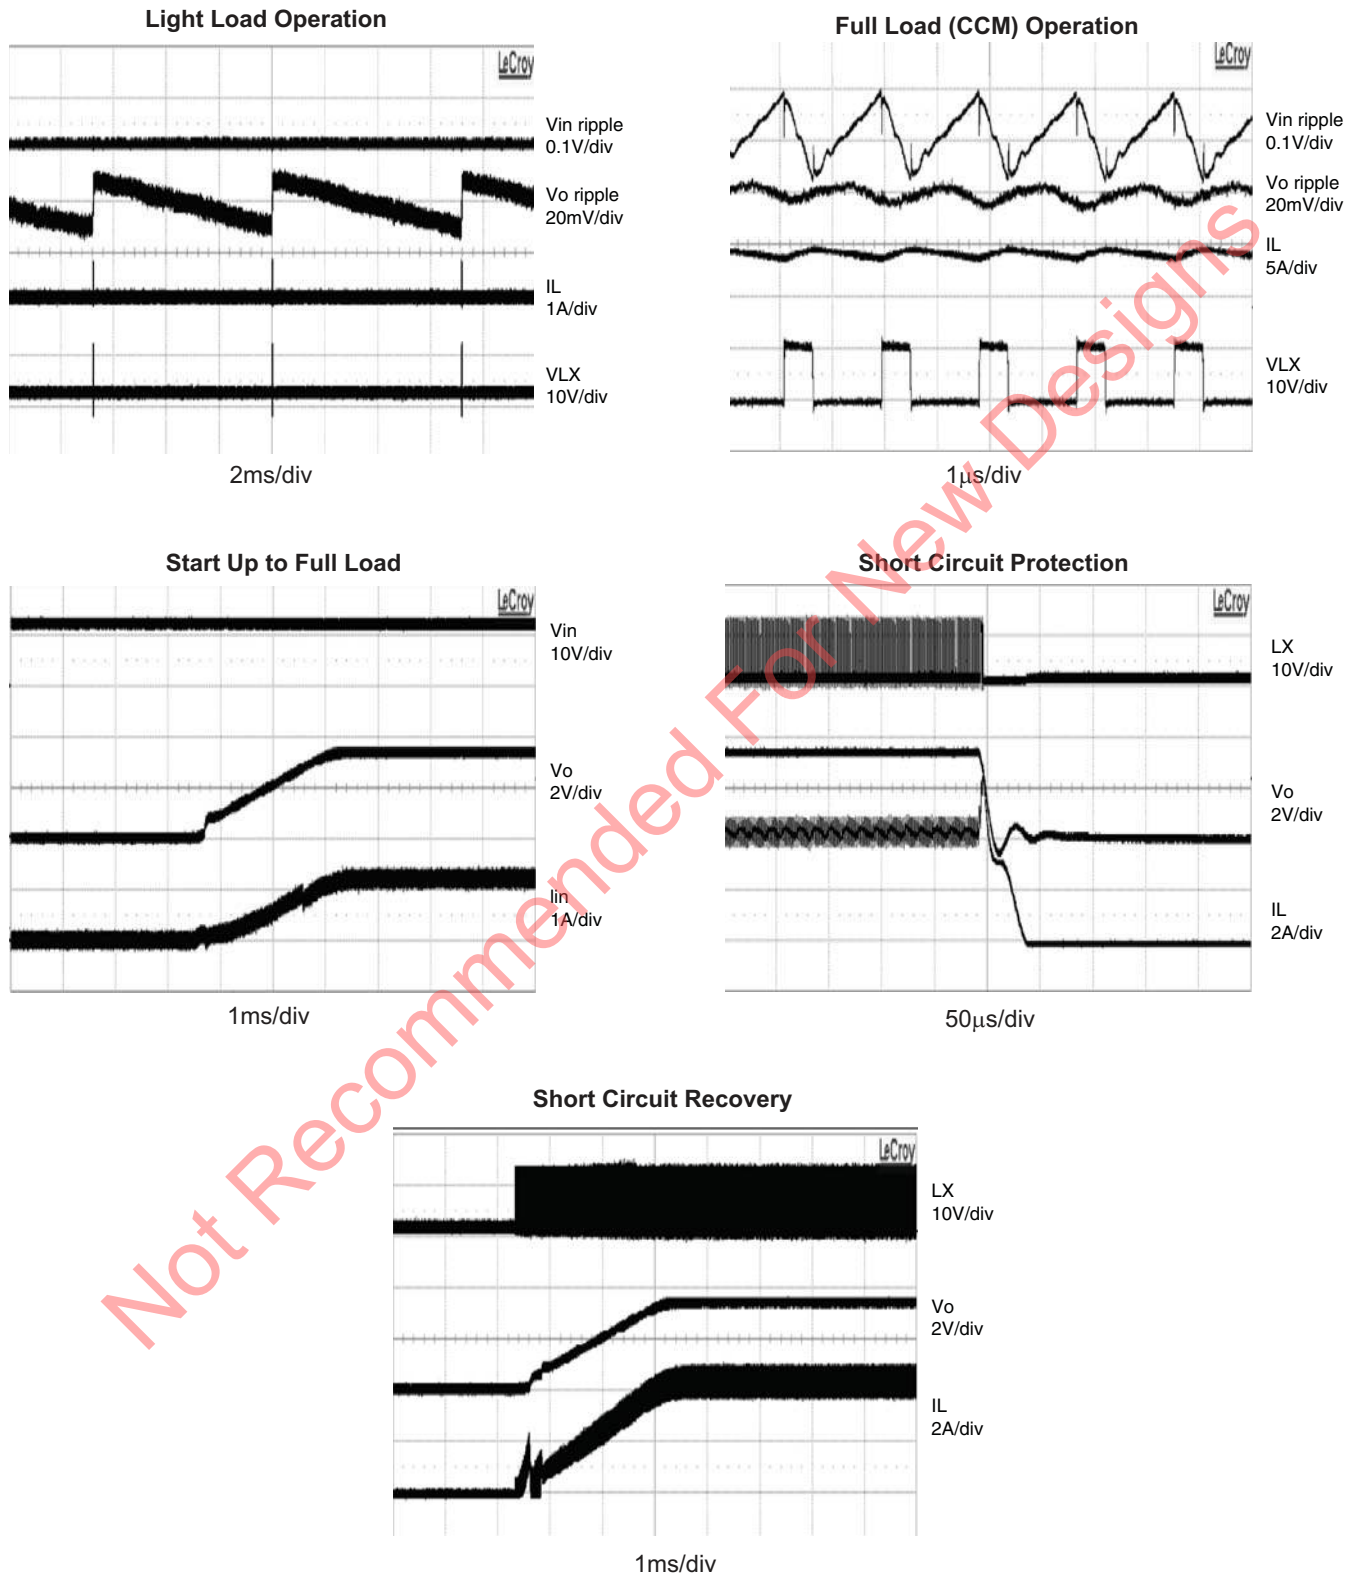 Light Load Operation
LeCroy
Vin ripple
0.1V/div
Vo ripple
20mV/div
IL
1A/div
VLX
10V/div
2ms/div
Full Load (CCM) Operation
LeCroy
Vin ripple
0.1V/div
Vo ripple
20mV/div
IL
5A/div
VLX
10V/div
1μs/div
Start Up to Full Load
LeCroy
Vin
10V/div
Vo
2V/div
lin
1A/div
1ms/div
Short Circuit Protection
LeCroy
LX
10V/div
Vo
2V/div
IL
2A/div
50μs/div
Short Circuit Recovery
LeCroy
LX
10V/div
Vo
2V/div
IL
2A/div
1ms/div
Not Recommended For New Designs